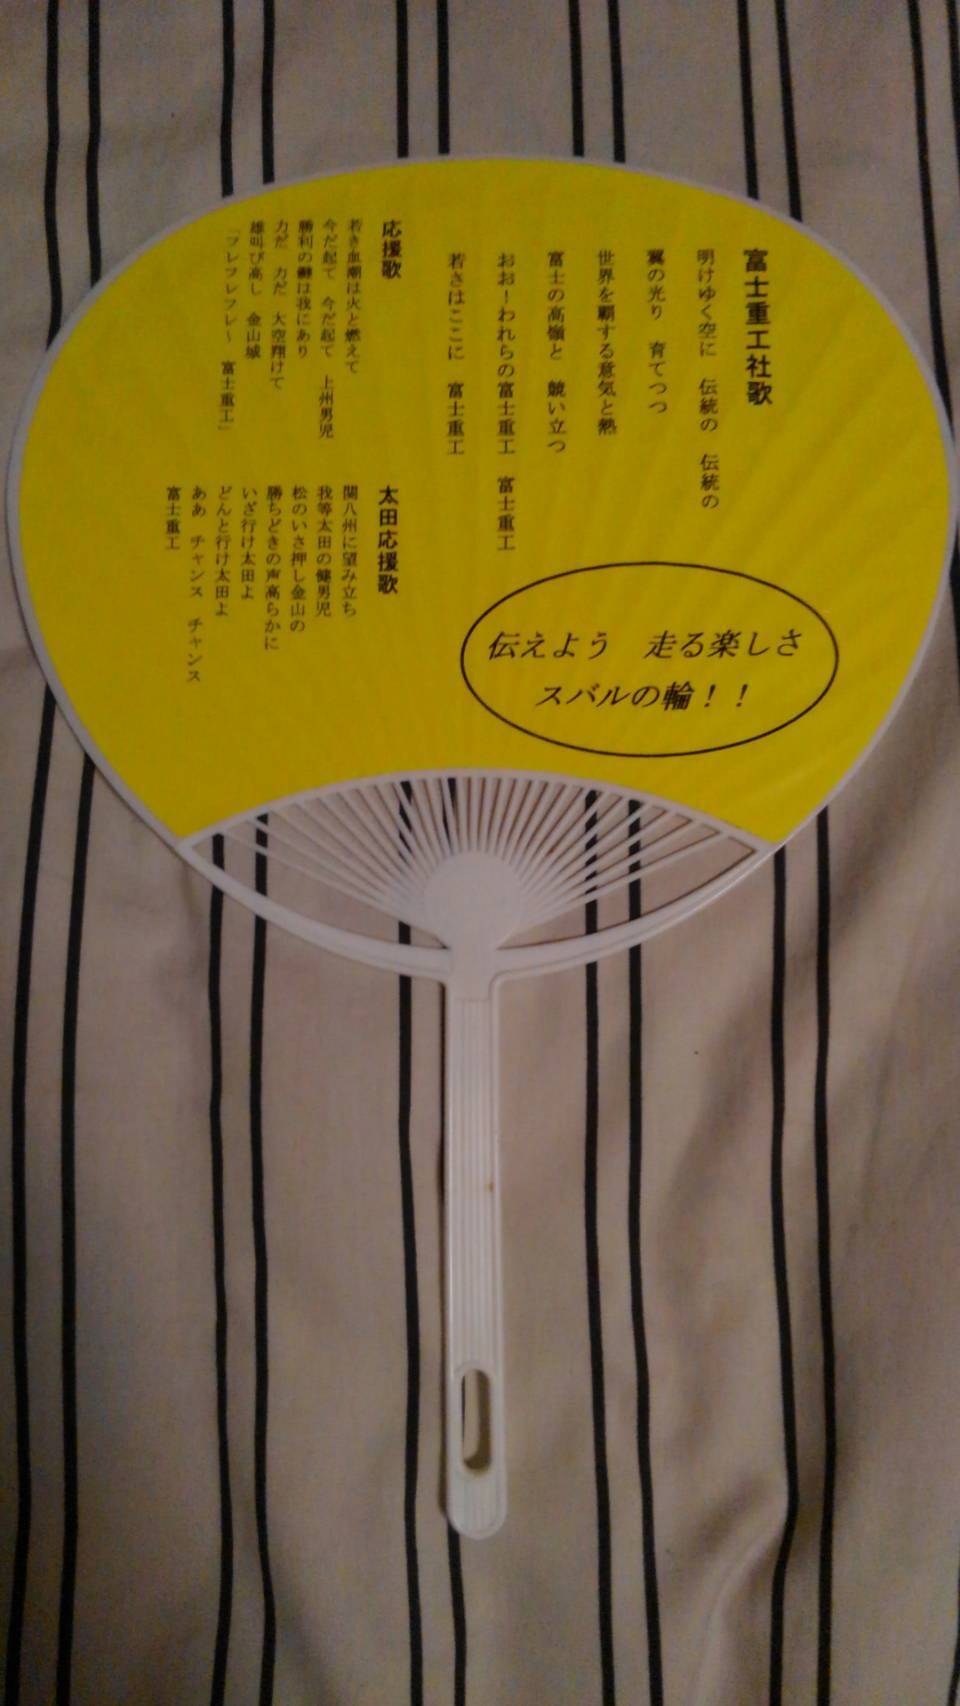 富士重工社歌
明けゆく空に　伝統の　伝統の
翼の光り　育てつつ
世界を覇する意気と熱
富士の高嶺と　競い立つ
おお！われらの富士重工　富士重工
若さはここに　富士重工
応援歌
若き血潮は火と燃えて
今だ起て　今だ起て　上州男児
勝利の鍵は我にあり
力だ　力だ　大空翔けて
雄叫び高し　金山城
「フレフレフレ～　富士重工」
太田応援歌
関八州に望み立ち
我等太田の健男児
松のいさ押し金山の
勝ちどきの声高らかに
いざ行け太田よ
どんと行け太田よ
ああ　チャンス　チャンス
富士重工
伝えよう　走る楽しさ
スバルの輪！！